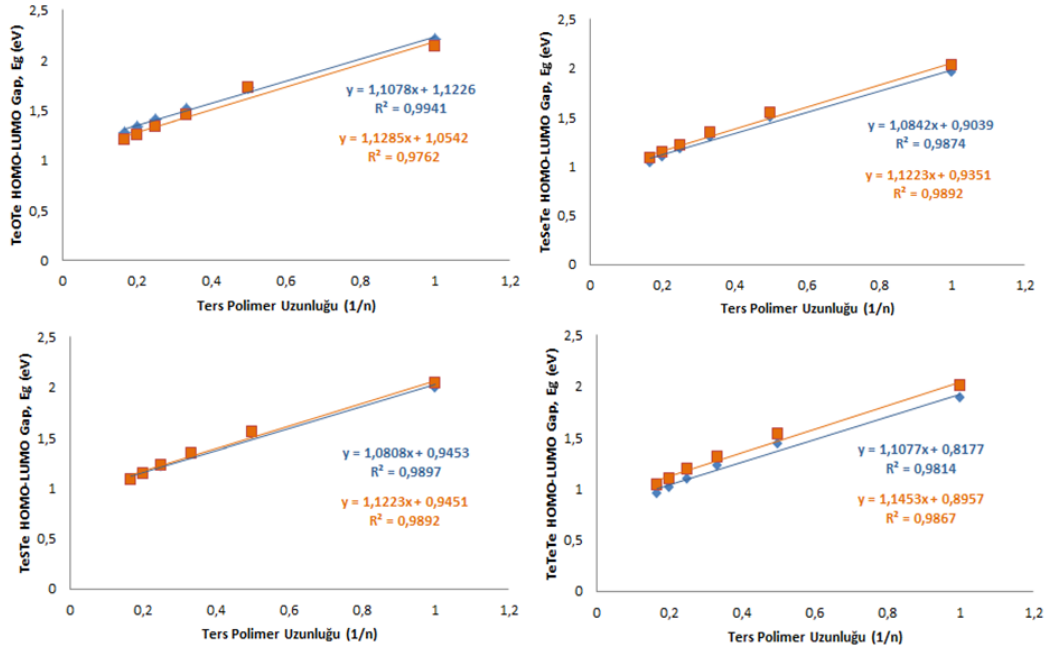 TeOTe HOMO-LUMO Gap, Eg (eV)
2,5
2
1,5
1
0,5
0
y = 1,1078x + 1,1226
R² = 0,9941
y = 1,1285x + 1,0542
R² = 0,9762
0
0,2
0,4
0,6
0,8
1
1,2
Ters Polimer Uzunluğu (1/n)
TeSeTe HOMO-LUMO Gap, Eg (eV)
2,5
2
1,5
1
0,5
0
y = 1,0842x + 0,9039
R² = 0,9874
y = 1,1223x + 0,9351
R² = 0,9892
0
0,2
0,4
0,6
0,8
1
1,2
Ters Polimer Uzunluğu (1/n)
TeSTe HOMO-LUMO Gap, Eg (eV)
2,5
2
1,5
1
0,5
0
y = 1,0808x + 0,9453
R² = 0,9897
y = 1,1223x + 0,9451
R² = 0,9892
0
0,2
0,4
0,6
0,8
1
1,2
Ters Polimer Uzunluğu (1/n)
TeTeTe HOMO-LUMO Gap, Eg (eV)
2,5
2
1,5
1
0,5
0
y = 1,1077x + 0,8177
R² = 0,9814
y = 1,1453x + 0,8957
R² = 0,9867
0
0,2
0,4
0,6
0,8
1
1,2
Ters Polimer Uzunluğu (1/n)